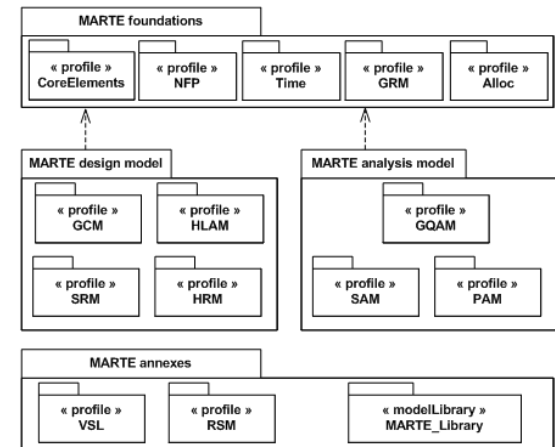 MARTE foundations
« profile » « profile » « profile » « profile » « profile »
CoreElements NFP Time GRM Alloc
MARTE design model MARTE analysis model
« profile » « profile » « profile »
GCM HLAM GQAM
« profile » « profile » « profile » « profile »
SRM HRM SAM PAM
MARTE annexes
« profile » « profile » « modelLibrary »
VSL RSM MARTE_Library